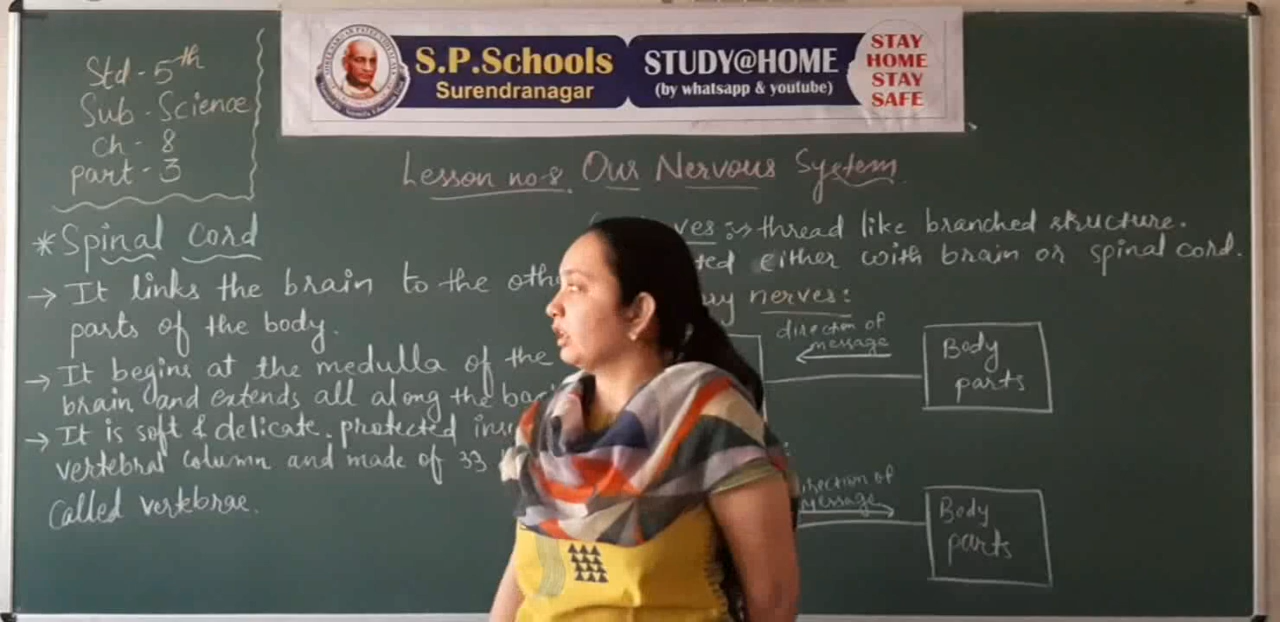 Std - 5th
Sub - Science
ch - 8
part - 3
S.P.Schools
Surendranagar
STUDY@HOME
(by whatsapp & youtube)
STAY
HOME
STAY
SAFE
Lesson no-8. Our Nervous System
* Spinal Cord
→ It links the brain to the othe
parts of the body.
→ It begins at the medulla of the
brain and extends all along the bac
→ It is soft & delicate. protected ins
vertebral column and made of 33
called vertebrae.
ves :→ thread like branched structure.
ted either with brain or spinal cord.
nerves:
direction of
message
Body
parts
direction of
message
Body
parts